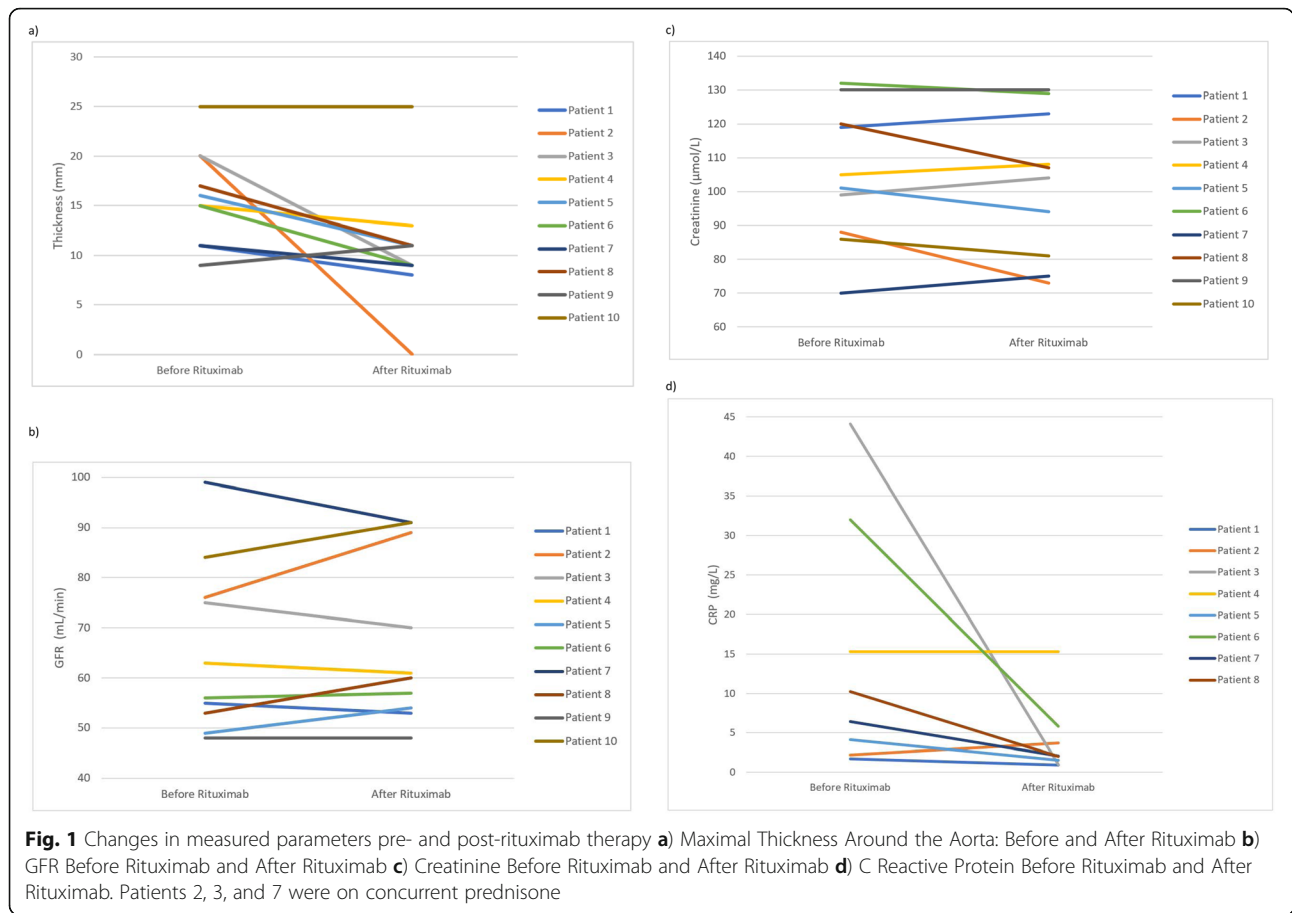 a)
30
25
20
15
10
5
0
Thickness (mm)
Before Rituximab After Rituximab
Patient 1
Patient 2
Patient 3
Patient 4
Patient 5
Patient 6
Patient 7
Patient 8
Patient 9
Patient 10
b)
100
90
80
70
60
50
40
GFR (mL/min)
Before Rituximab After Rituximab
Patient 1
Patient 2
Patient 3
Patient 4
Patient 5
Patient 6
Patient 7
Patient 8
Patient 9
Patient 10
c)
140
130
120
110
100
90
80
70
60
Creatinine (µmol/L)
Before Rituximab After Rituximab
Patient 1
Patient 2
Patient 3
Patient 4
Patient 5
Patient 6
Patient 7
Patient 8
Patient 9
Patient 10
d)
45
40
35
30
25
20
15
10
5
0
CRP (mg/L)
Before Rituximab After Rituximab
Patient 1
Patient 2
Patient 3
Patient 4
Patient 5
Patient 6
Patient 7
Patient 8
Fig. 1 Changes in measured parameters pre- and post-rituximab therapy a) Maximal Thickness Around the Aorta: Before and After Rituximab b)
GFR Before Rituximab and After Rituximab c) Creatinine Before Rituximab and After Rituximab d) C Reactive Protein Before Rituximab and After
Rituximab. Patients 2, 3, and 7 were on concurrent prednisone